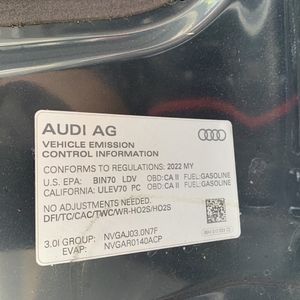 AUDI AG
VEHICLE EMISSION
CONTROL INFORMATION
CONFORMS TO REGULATIONS: 2022 MY
U.S. EPA: BIN70 LDV OBD:CA II FUEL:GASOLINE
CALIFORNIA: ULEV70 PC OBD:CA II FUEL:GASOLINE
NO ADJUSTMENTS NEEDED.
DFI/TC/CAC/TWC/WR-HO2S/HO2S
3.0l GROUP: NVGAJ03.0N7F
EVAP: NVGAR0140ACP